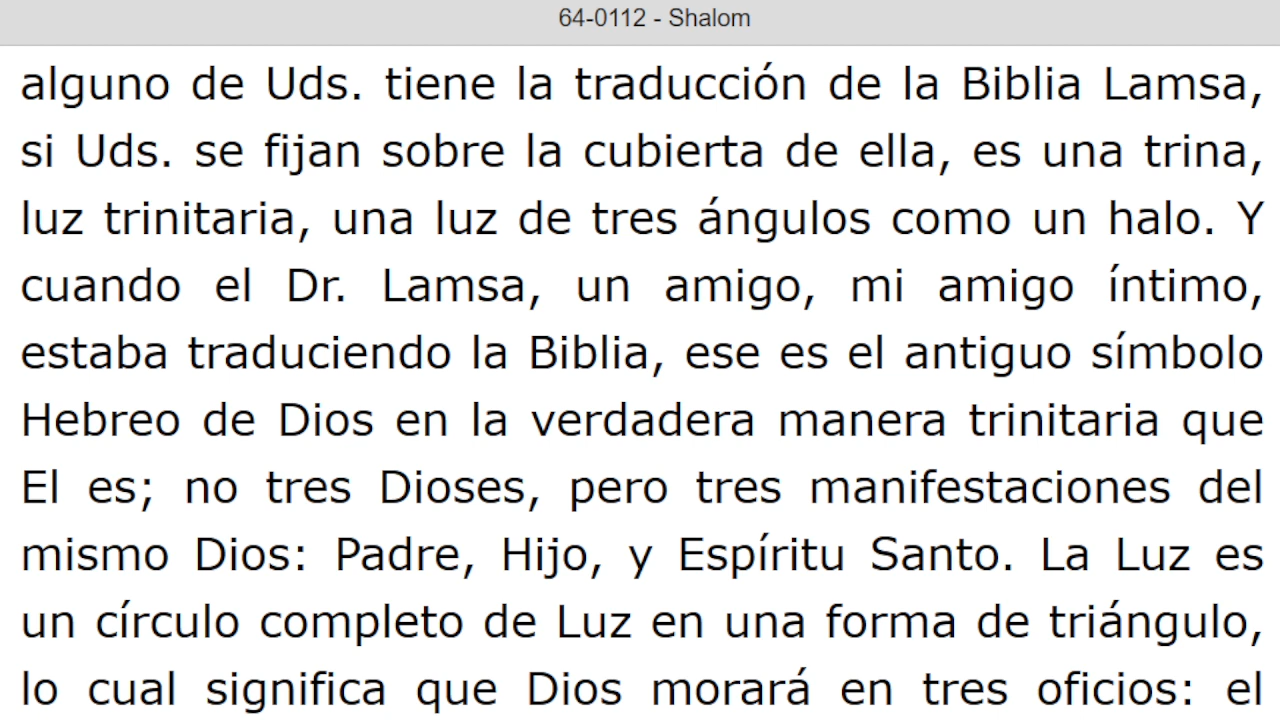 64-0112 - Shalom
alguno de Uds. tiene la traducción de la Biblia Lamsa,
si Uds. se fijan sobre la cubierta de ella, es una trina,
luz trinitaria, una luz de tres ángulos como un halo. Y
cuando el Dr. Lamsa, un amigo, mi amigo íntimo,
estaba traduciendo la Biblia, ese es el antiguo símbolo
Hebreo de Dios en la verdadera manera trinitaria que
El es; no tres Dioses, pero tres manifestaciones del
mismo Dios: Padre, Hijo, y Espíritu Santo. La Luz es
un círculo completo de Luz en una forma de triángulo,
lo cual significa que Dios morará en tres oficios: el